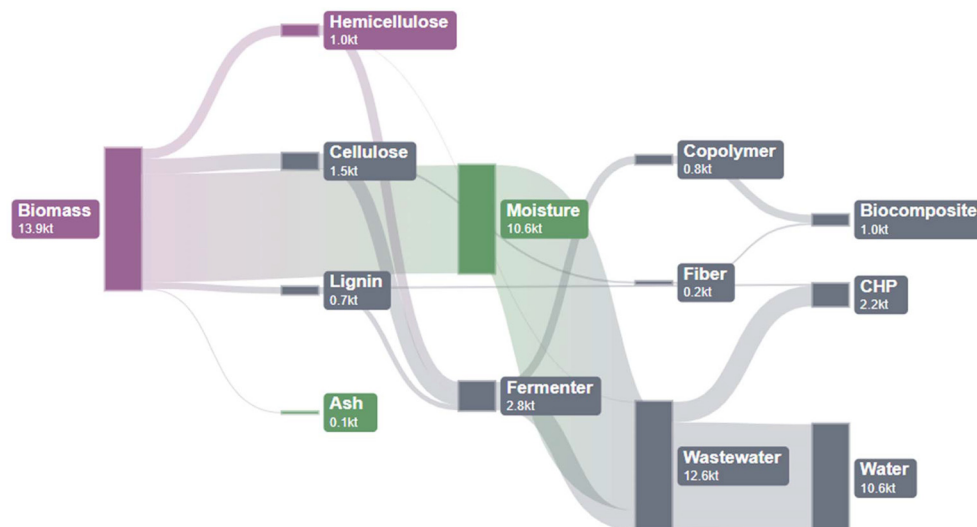 Hemicellulose
1.0kt
Cellulose
1.5kt
Copolymer
0.8kt
Biomass
13.9kt
Moisture
10.6kt
Biocomposite
1.0kt
Lignin
0.7kt
Fiber
0.2kt
CHP
2.2kt
Ash
0.1kt
Fermenter
2.8kt
Wastewater
12.6kt
Water
10.6kt